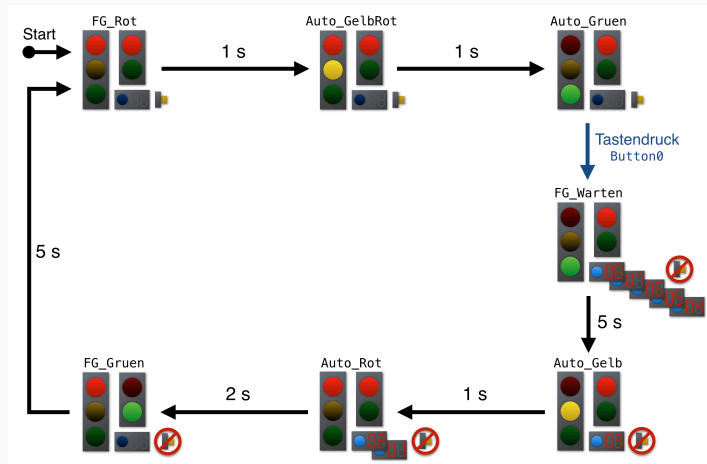 FG_Rot
Auto_GelbRot
Auto_Gruen
Start
1 s
1 s
Tastendruck
Button0
FG_Warten
5 s
5 s
FG_Gruen
Auto_Rot
Auto_Gelb
2 s
1 s